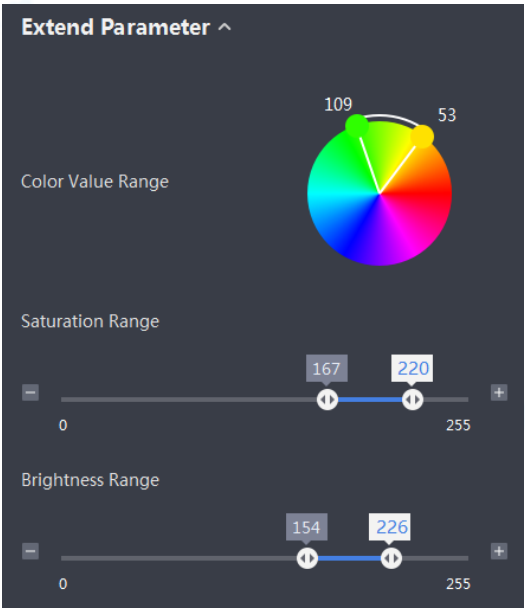 Extend Parameter
109
53
Color Value Range
Saturation Range
167
220
0
255
Brightness Range
154
226
0
255